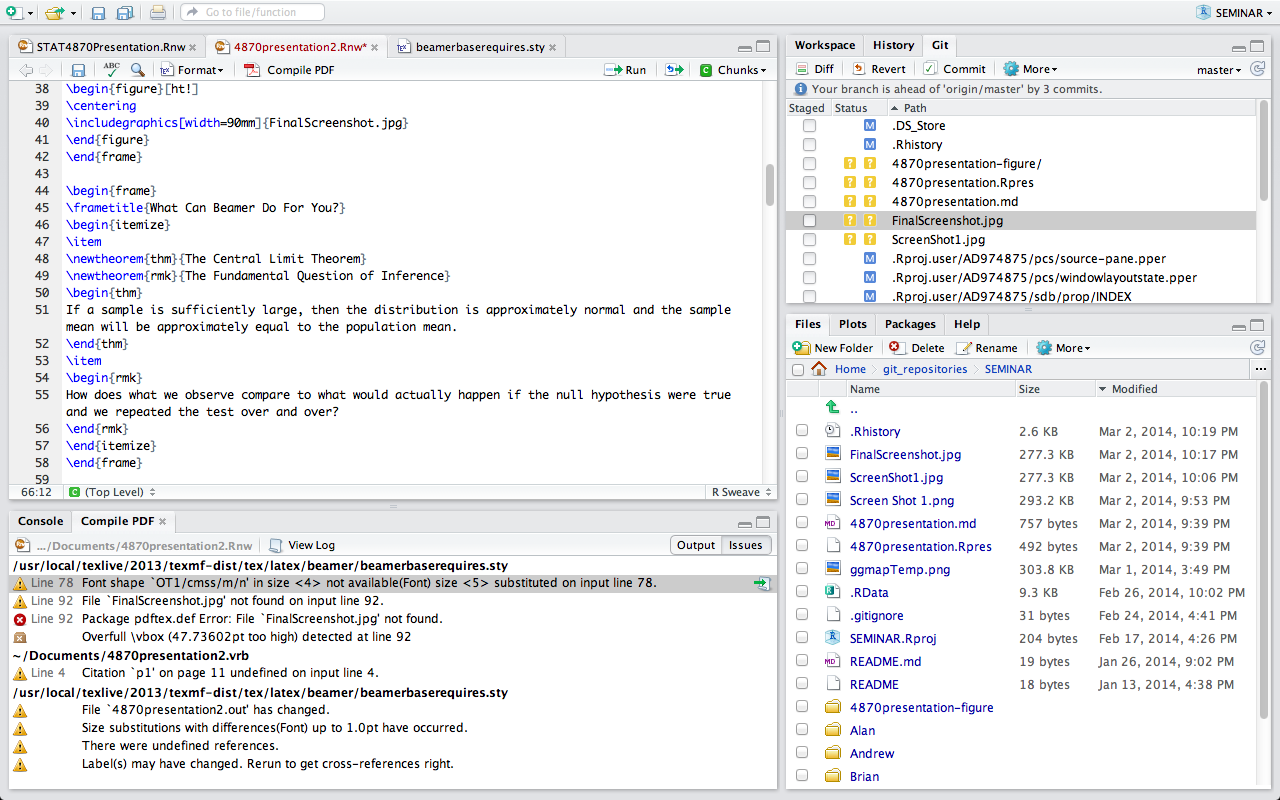 Go to file/function
SEMINAR
STAT4870Presentation.Rnw
4870presentation2.Rnw*
beamerbaserequires.sty
ABC
Format
Compile PDF
Run
Chunks
38 \begin{figure}[ht!]
39 \centering
40 \includegraphics[width=90mm]{FinalScreenshot.jpg}
41 \end{figure}
42 \end{frame}
43
44 \begin{frame}
45 \frametitle{What Can Beamer Do For You?}
46 \begin{itemize}
47 \item
48 \newtheorem{thm}{The Central Limit Theorem}
49 \newtheorem{rmk}{The Fundamental Question of Inference}
50 \begin{thm}
51 If a sample is sufficiently large, then the distribution is approximately normal and the sample
mean will be approximately equal to the population mean.
52 \end{thm}
53 \item
54 \begin{rmk}
55 How does what we observe compare to what would actually happen if the null hypothesis were true
and we repeated the test over and over?
56 \end{rmk}
57 \end{itemize}
58 \end{frame}
59
66:12 (Top Level) R Sweave
Console Compile PDF
.../Documents/4870presentation2.Rnw View Log Output Issues
/usr/local/texlive/2013/texmf-dist/tex/latex/beamer/beamerbaserequires.sty
Line 78 Font shape `OT1/cmss/m/n' in size <4> not available(Font) size <5> substituted on input line 78.
Line 92 File `FinalScreenshot.jpg' not found on input line 92.
Line 92 Package pdftex.def Error: File `FinalScreenshot.jpg' not found.
Overfull \vbox (47.73602pt too high) detected at line 92
~/Documents/4870presentation2.vrb
Line 4 Citation `p1' on page 11 undefined on input line 4.
/usr/local/texlive/2013/texmf-dist/tex/latex/beamer/beamerbaserequires.sty
File `4870presentation2.out' has changed.
Size substitutions with differences(Font) up to 1.0pt have occurred.
There were undefined references.
Label(s) may have changed. Rerun to get cross-references right.
Workspace History Git
Diff Revert Commit More master
Your branch is ahead of 'origin/master' by 3 commits.
Staged Status Path
M .DS_Store
M .Rhistory
? ? 4870presentation-figure/
? ? 4870presentation.Rpres
? ? 4870presentation.md
? ? FinalScreenshot.jpg
? ? ScreenShot1.jpg
M .Rproj.user/AD974875/pcs/source-pane.pper
M .Rproj.user/AD974875/pcs/windowlayoutstate.pper
M .Rproj.user/AD974875/sdb/prop/INDEX
Files Plots Packages Help
New Folder Delete Rename More
Home git_repositories SEMINAR ...
Name Size Modified
..
.Rhistory 2.6 KB Mar 2, 2014, 10:19 PM
FinalScreenshot.jpg 277.3 KB Mar 2, 2014, 10:17 PM
ScreenShot1.jpg 277.3 KB Mar 2, 2014, 10:06 PM
Screen Shot 1.png 293.2 KB Mar 2, 2014, 9:53 PM
MD 4870presentation.md 757 bytes Mar 2, 2014, 9:39 PM
4870presentation.Rpres 492 bytes Mar 2, 2014, 9:39 PM
ggmapTemp.png 303.8 KB Mar 1, 2014, 3:49 PM
.RData 9.3 KB Feb 26, 2014, 10:02 PM
.gitignore 31 bytes Feb 24, 2014, 4:41 PM
SEMINAR.Rproj 204 bytes Feb 17, 2014, 4:26 PM
MD README.md 19 bytes Jan 26, 2014, 9:02 PM
README 18 bytes Jan 13, 2014, 4:38 PM
4870presentation-figure
Alan
Andrew
Brian